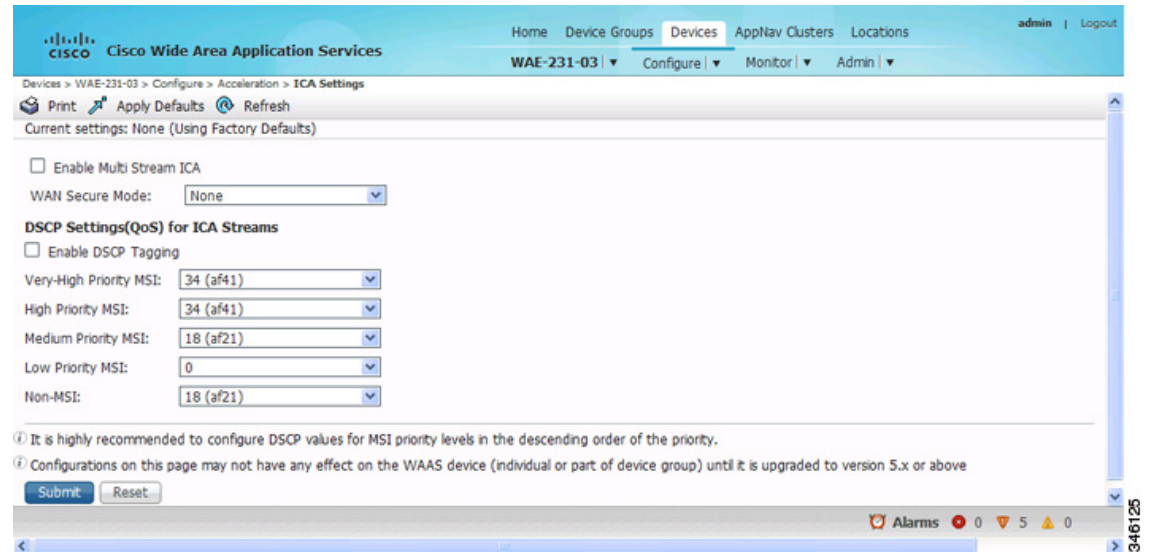 Home Device Groups Devices AppNav Clusters Locations
admin | Logout
cisco Cisco Wide Area Application Services
WAE-231-03 | ▼ Configure | ▼ Monitor | ▼ Admin | ▼
Devices > WAE-231-03 > Configure > Acceleration > ICA Settings
Print Apply Defaults Refresh
Current settings: None (Using Factory Defaults)
Enable Multi Stream ICA
WAN Secure Mode: None
DSCP Settings(QoS) for ICA Streams
Enable DSCP Tagging
Very-High Priority MSI: 34 (af41)
High Priority MSI: 34 (af41)
Medium Priority MSI: 18 (af21)
Low Priority MSI: 0
Non-MSI: 18 (af21)
It is highly recommended to configure DSCP values for MSI priority levels in the descending order of the priority.
Configurations on this page may not have any effect on the WAAS device (individual or part of device group) until it is upgraded to version 5.x or above
Submit Reset
Alarms 0 5 0
346125